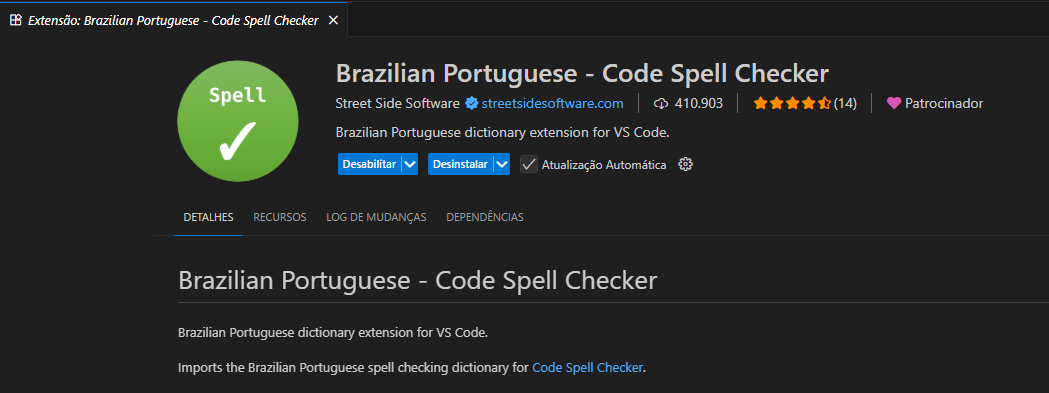 Extensão: Brazilian Portuguese - Code Spell Checker
Spell
Brazilian Portuguese - Code Spell Checker
Street Side Software streetsidesoftware.com 410.903 (14) Patrocinador
Brazilian Portuguese dictionary extension for VS Code.
Desabilitar Desinstalar Atualização Automática
DETALHES RECURSOS LOG DE MUDANÇAS DEPENDÊNCIAS
Brazilian Portuguese - Code Spell Checker
Brazilian Portuguese dictionary extension for VS Code.
Imports the Brazilian Portuguese spell checking dictionary for Code Spell Checker.